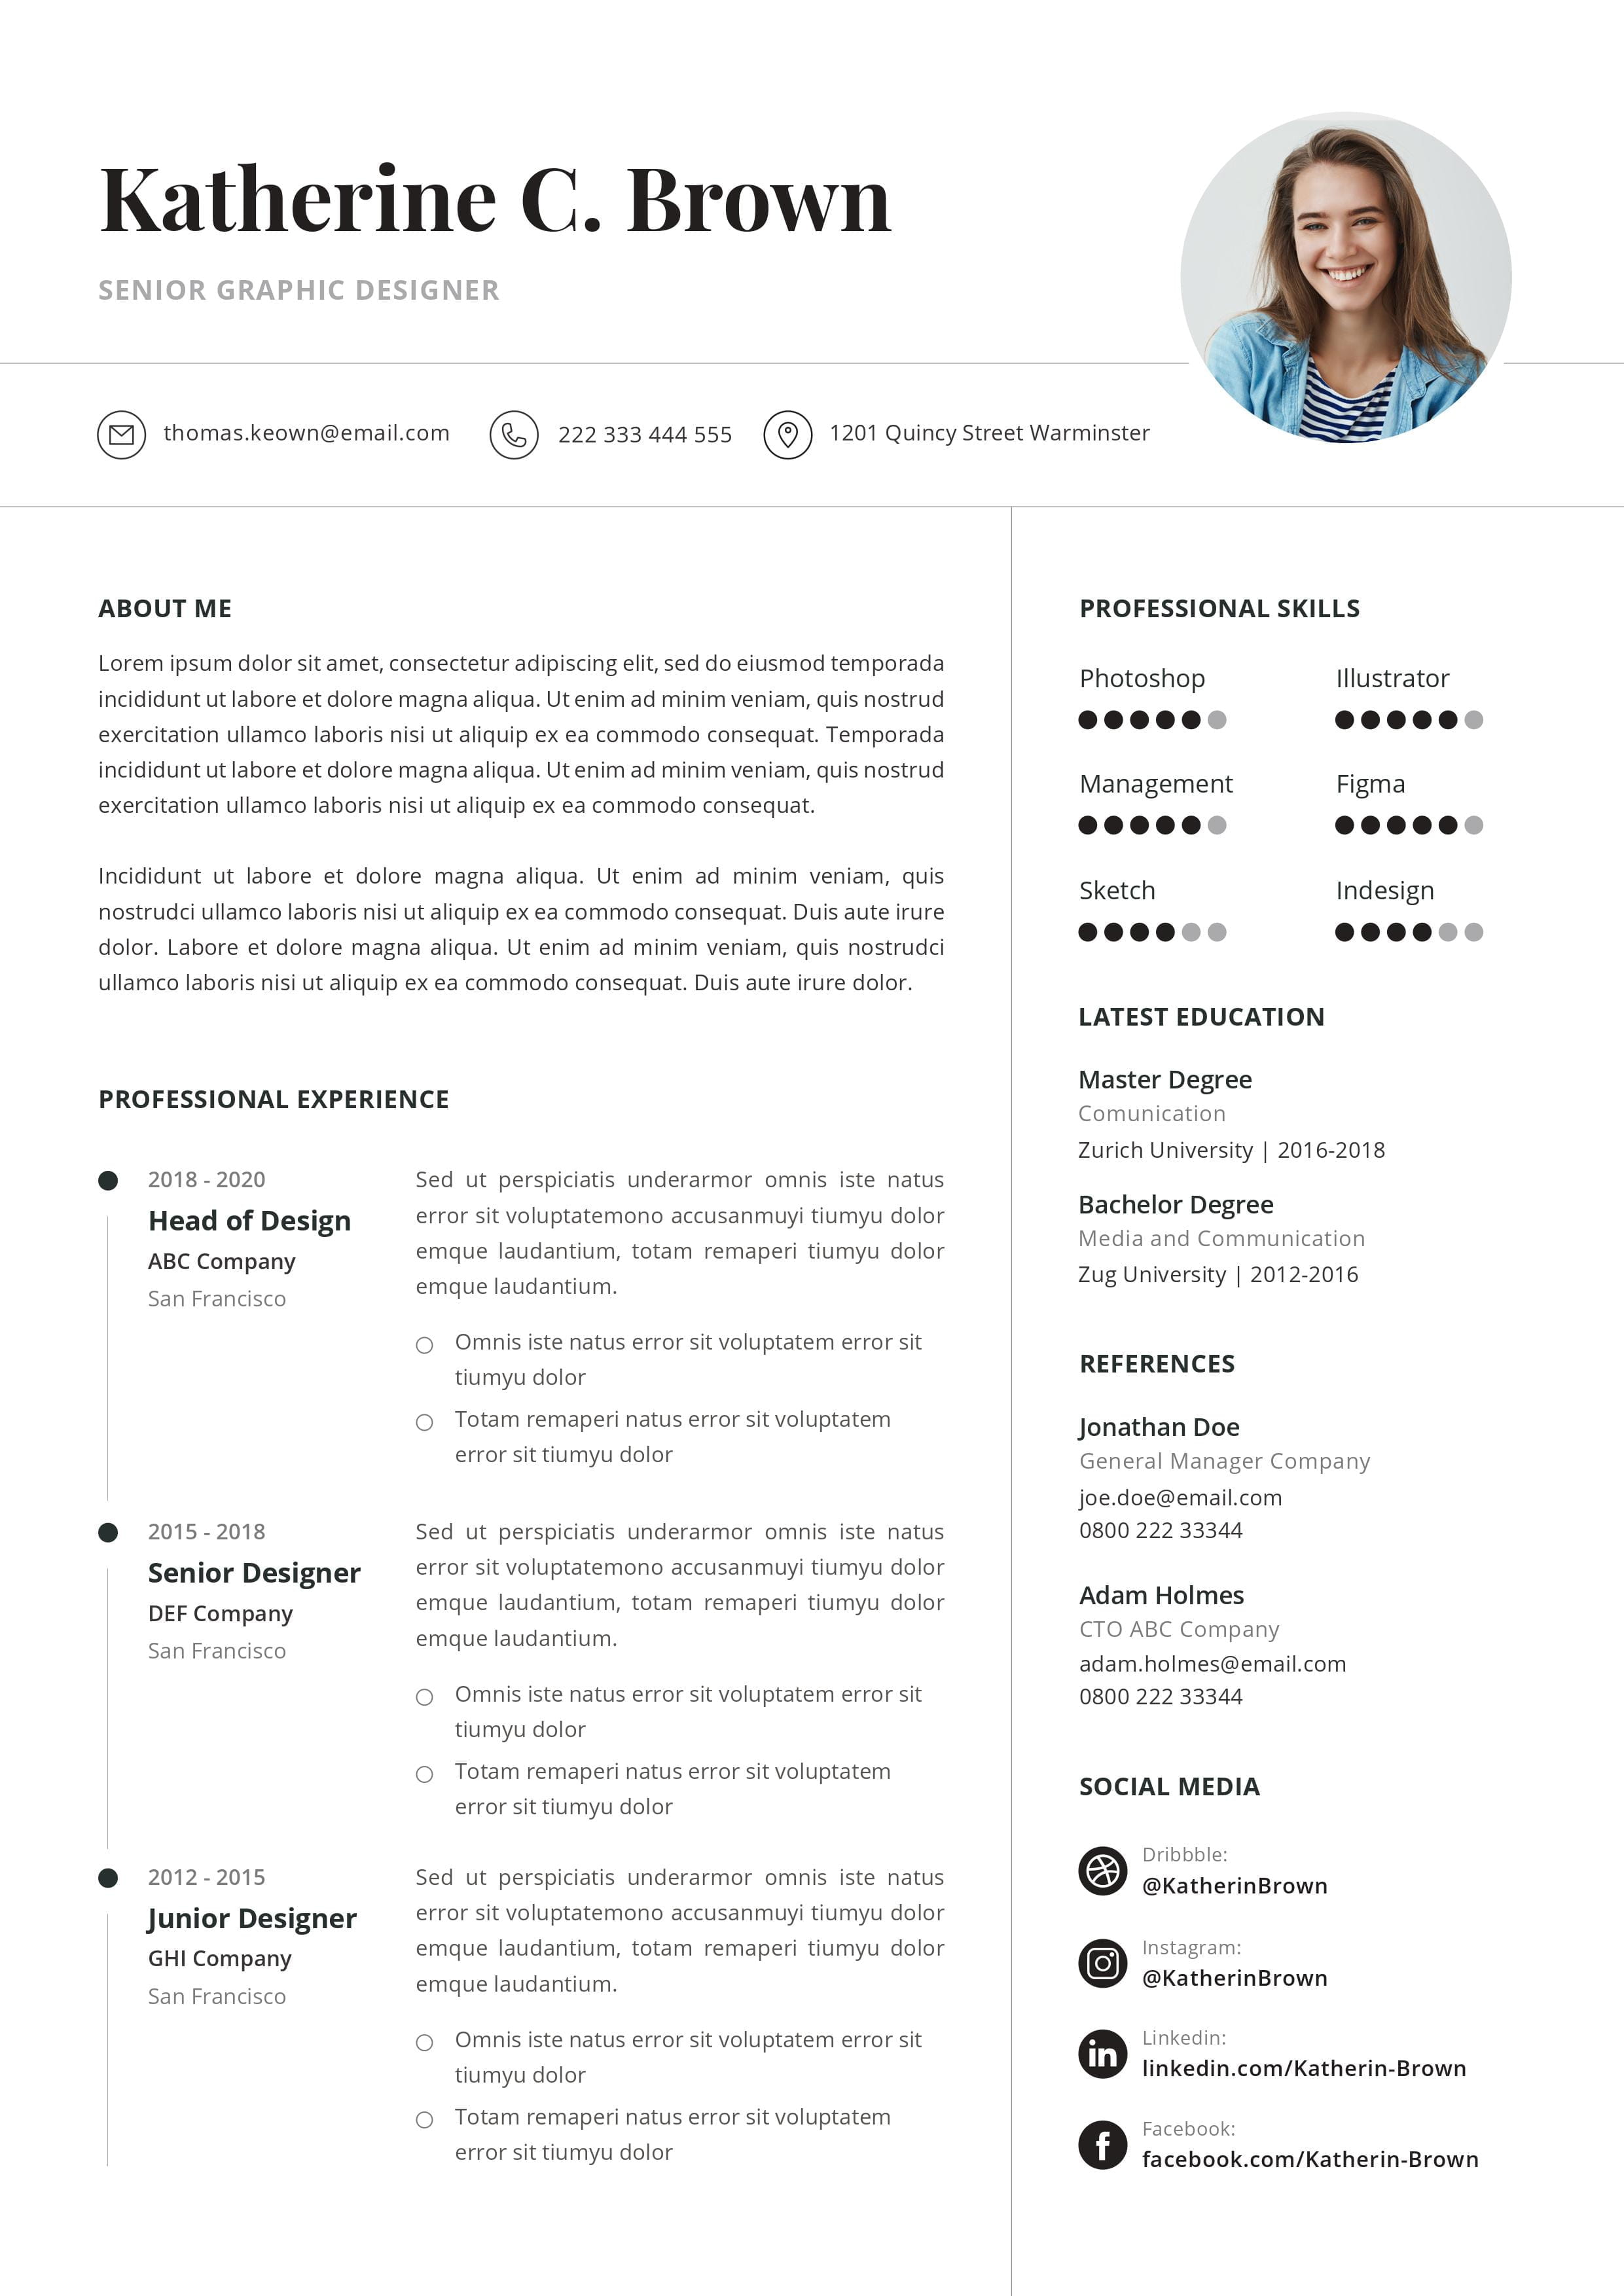 Katherine C. Brown
SENIOR GRAPHIC DESIGNER
thomas.keown@email.com
222 333 444 555
1201 Quincy Street Warminster
ABOUT ME
Lorem ipsum dolor sit amet, consectetur adipiscing elit, sed do eiusmod temporada
incididunt ut labore et dolore magna aliqua. Ut enim ad minim veniam, quis nostrud
exercitation ullamco laboris nisi ut aliquip ex ea commodo consequat. Temporada
incididunt ut labore et dolore magna aliqua. Ut enim ad minim veniam, quis nostrud
exercitation ullamco laboris nisi ut aliquip ex ea commodo consequat.
Incididunt ut labore et dolore magna aliqua. Ut enim ad minim veniam, quis
nostrudci ullamco laboris nisi ut aliquip ex ea commodo consequat. Duis aute irure
dolor. Labore et dolore magna aliqua. Ut enim ad minim veniam, quis nostrudci
ullamco laboris nisi ut aliquip ex ea commodo consequat. Duis aute irure dolor.
PROFESSIONAL EXPERIENCE
2018 - 2020
Head of Design
ABC Company
San Francisco
Sed ut perspiciatis underarmor omnis iste natus
error sit voluptatemono accusanmuyi tiumyu dolor
emque laudantium, totam remaperi tiumyu dolor
emque laudantium.
Omnis iste natus error sit voluptatem error sit
tiumyu dolor
Totam remaperi natus error sit voluptatem
error sit tiumyu dolor
2015 - 2018
Senior Designer
DEF Company
San Francisco
Sed ut perspiciatis underarmor omnis iste natus
error sit voluptatemono accusanmuyi tiumyu dolor
emque laudantium, totam remaperi tiumyu dolor
emque laudantium.
Omnis iste natus error sit voluptatem error sit
tiumyu dolor
Totam remaperi natus error sit voluptatem
error sit tiumyu dolor
2012 - 2015
Junior Designer
GHI Company
San Francisco
Sed ut perspiciatis underarmor omnis iste natus
error sit voluptatemono accusanmuyi tiumyu dolor
emque laudantium, totam remaperi tiumyu dolor
emque laudantium.
Omnis iste natus error sit voluptatem error sit
tiumyu dolor
Totam remaperi natus error sit voluptatem
error sit tiumyu dolor
PROFESSIONAL SKILLS
Photoshop
Illustrator
Management
Figma
Sketch
Indesign
LATEST EDUCATION
Master Degree
Comunication
Zurich University | 2016-2018
Bachelor Degree
Media and Communication
Zug University | 2012-2016
REFERENCES
Jonathan Doe
General Manager Company
joe.doe@email.com
0800 222 33344
Adam Holmes
CTO ABC Company
adam.holmes@email.com
0800 222 33344
SOCIAL MEDIA
Dribbble:
@KatherinBrown
Instagram:
@KatherinBrown
Linkedin:
linkedin.com/Katherin-Brown
Facebook:
facebook.com/Katherin-Brown